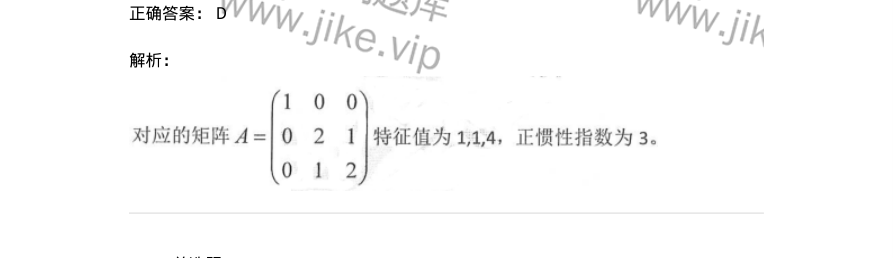 正确答案： D
www.jike.vip
www.jik
解析：
对应的矩阵 A = (1 0 0
0 2 1
0 1 2) 特征值为 1,1,4，正惯性指数为 3。